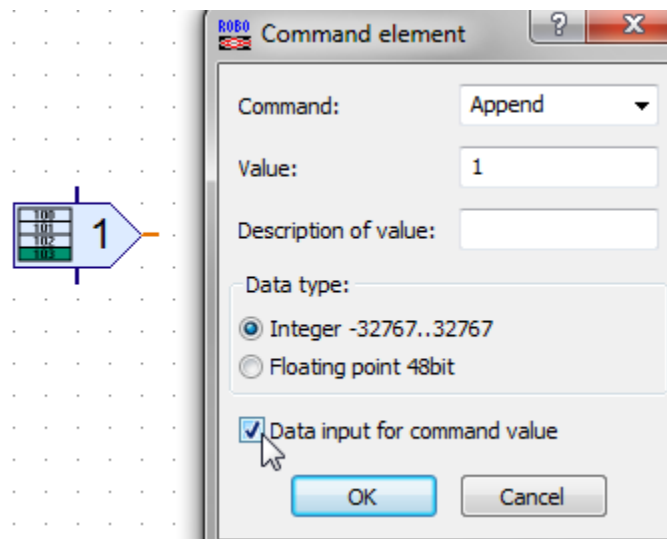 ROBO Command element
Command: Append
Value: 1
Description of value:
Data type:
Integer -32767..32767
Floating point 48bit
Data input for command value
OK Cancel
100
101
102
103
1